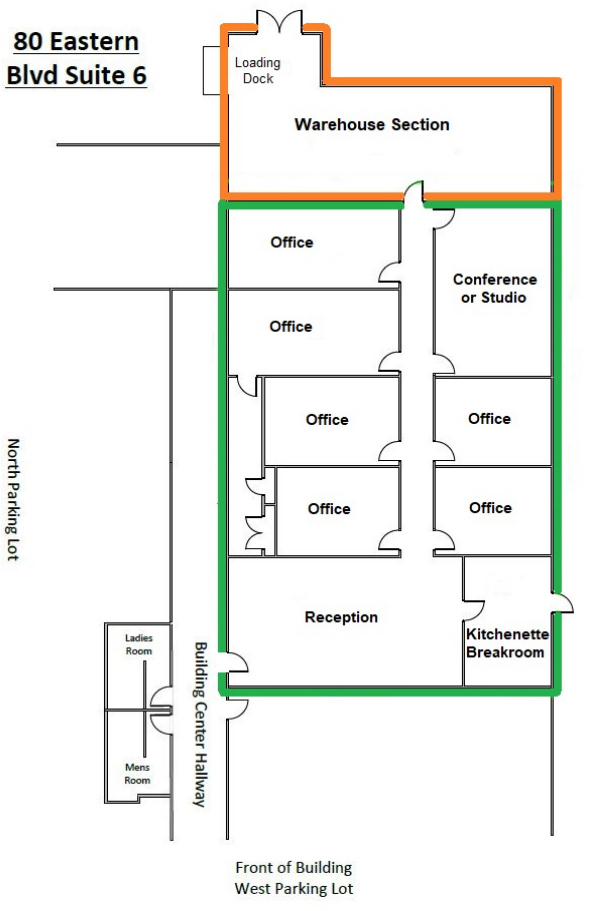 80 Eastern
Blvd Suite 6
Loading
Dock
Warehouse Section
Office
Conference
or Studio
Office
Office
Office
Office
Office
North Parking Lot
Reception
Kitchenette
Breakroom
Ladies
Room
Building Center Hallway
Mens
Room
Front of Building
West Parking Lot